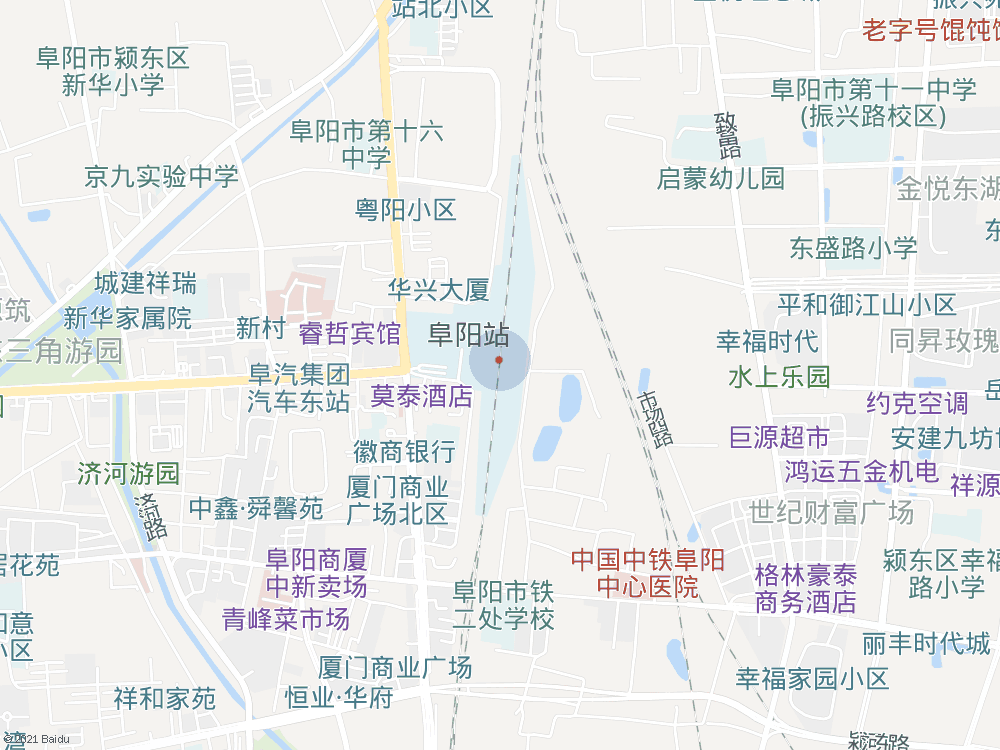 站北小区
老字号馄饨
阜阳市颍东区
新华小学
阜阳市第十一中学
(振兴路校区)
致富路
阜阳市第十六
中学
京九实验中学
启蒙幼儿园
金悦东湖
粤阳小区
东盛路小学
城建祥瑞
华兴大厦
平和御江山小区
新华家属院
新村
睿哲宾馆
阜阳站
幸福时代
同昇玫瑰
三角游园
阜汽集团
汽车东站
水上乐园
莫泰酒店
市场四路
约克空调
巨源超市
安建九坊
徽商银行
济河游园
鸿运五金机电
厦门商业
广场北区
祥源
济河路
中鑫·舜馨苑
世纪财富广场
阜阳商厦
中新卖场
中国中铁阜阳
中心医院
颍东区幸福
路小学
花苑
格林豪泰
商务酒店
阜阳市铁
二处学校
青峰菜市场
如意
小区
丽丰时代城
厦门商业广场
幸福家园小区
祥和家苑
恒业·华府
颍东路
©2021 Baidu